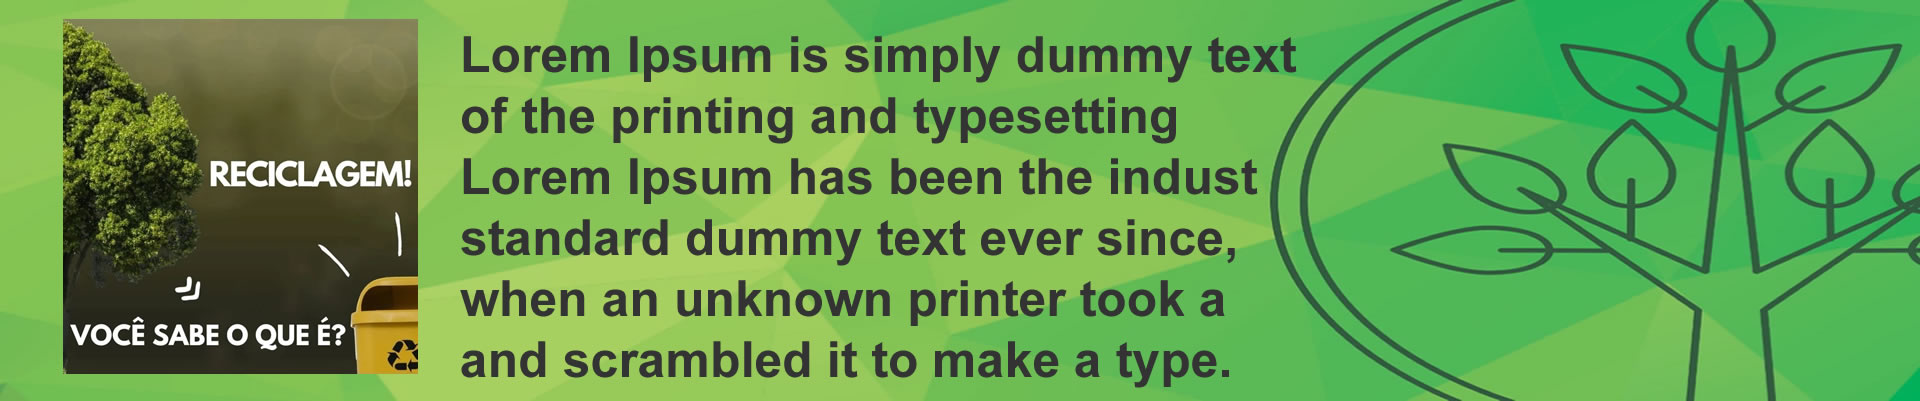 RECICLAGEM!
VOCÊ SABE O QUE É?
Lorem Ipsum is simply dummy text
of the printing and typesetting
Lorem Ipsum has been the indust
standard dummy text ever since,
when an unknown printer took a
and scrambled it to make a type.